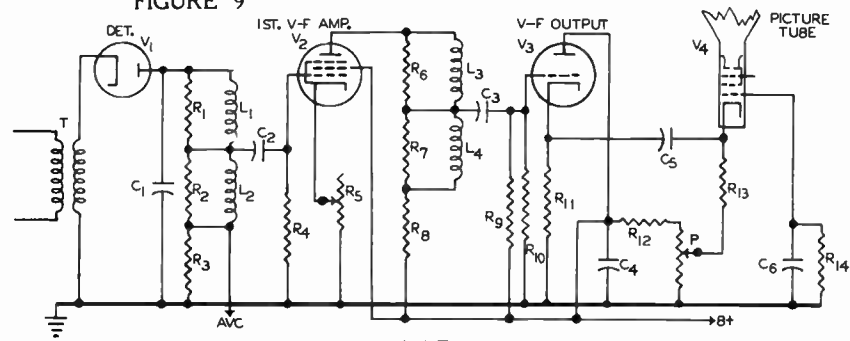 FIGURE 9
DET.
V1
1ST. V-F AMP.
V2
V-F OUTPUT
V3
V4
PICTURE
TUBE
T
R1
L1
C2
R6
L3
C3
C5
C1
R2
L2
R5
R7
L4
R4
R8
R9
R10
R11
R13
R12
P
R3
C4
C6
R14
AVC
B+